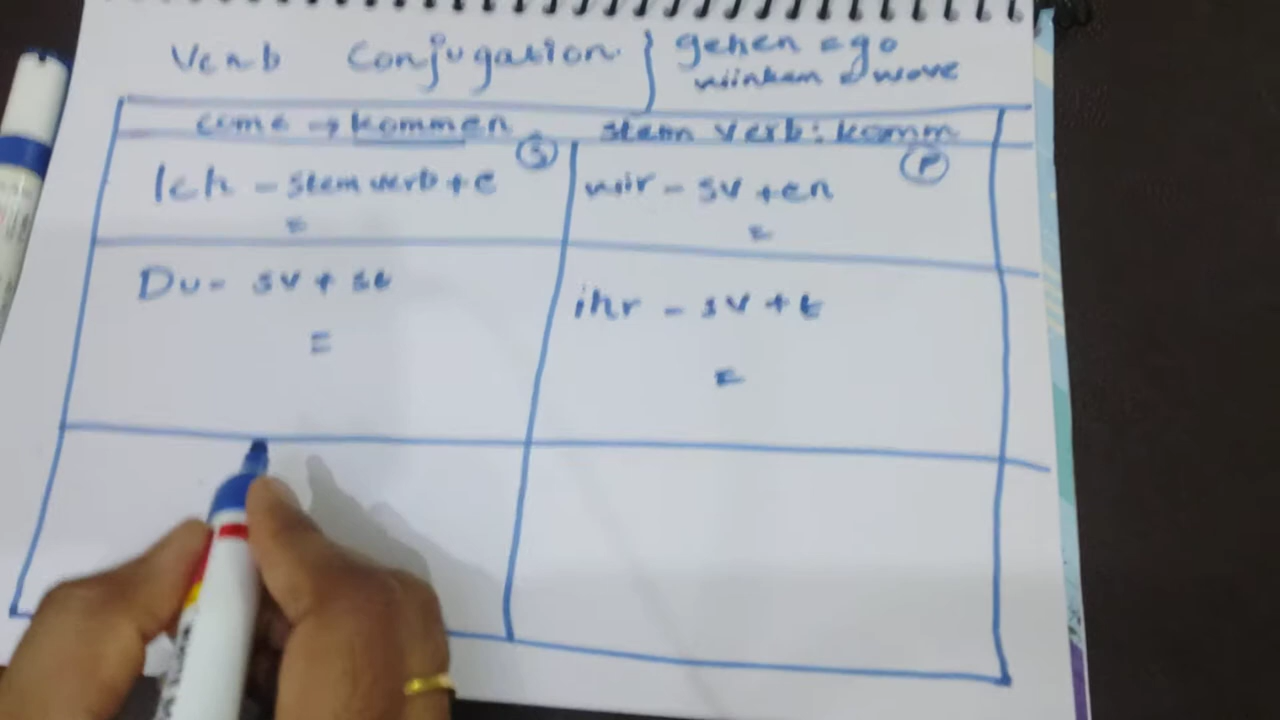 Verb Conjugation } gehen = go
winken = wave
come → kommen
stem verb: komm
Ich - stem verb + e (S)
=
wir - sv + en (P)
=
Du - sv + st
=
ihr - sv + t
=